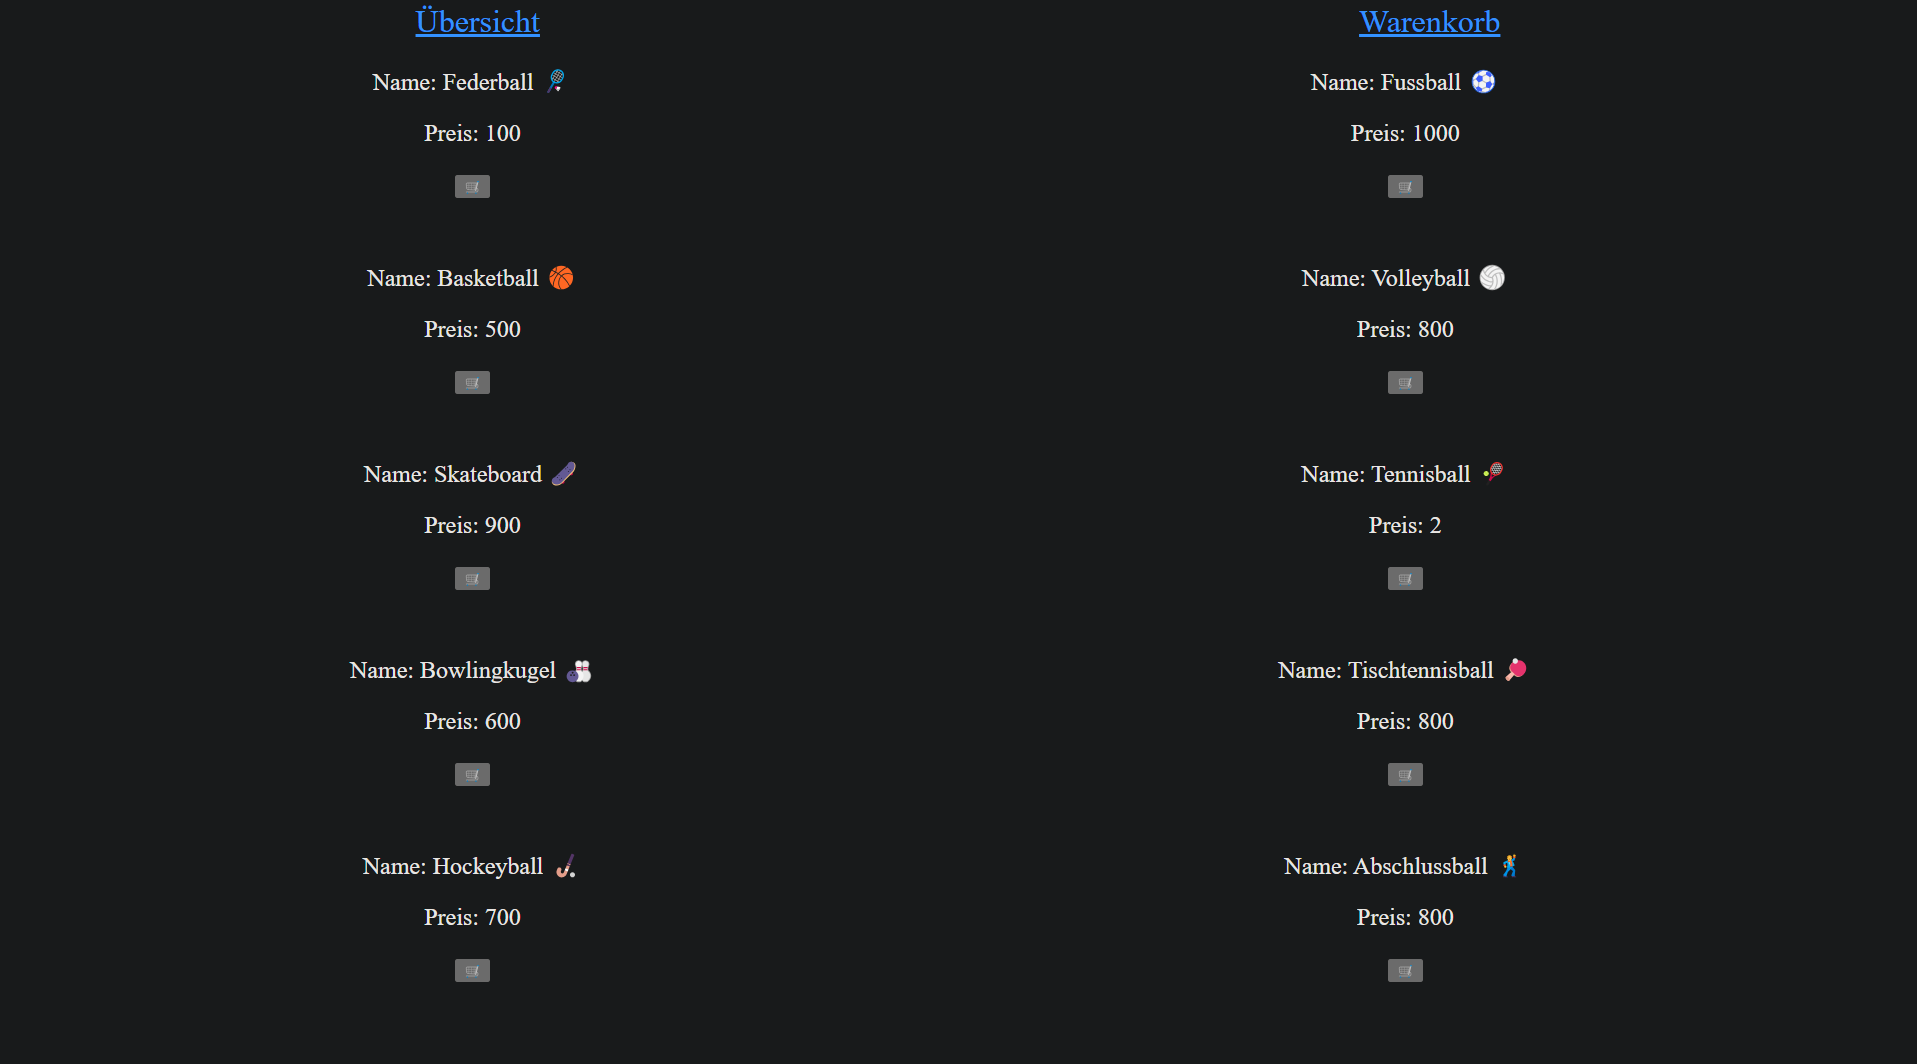 Übersicht Warenkorb
Name: Federball 🏸 Name: Fussball ⚽
Preis: 100 Preis: 1000
🛒 🛒
Name: Basketball 🏀 Name: Volleyball 🏐
Preis: 500 Preis: 800
🛒 🛒
Name: Skateboard 🛹 Name: Tennisball 🎾
Preis: 900 Preis: 2
🛒 🛒
Name: Bowlingkugel 🎳 Name: Tischtennisball 🏓
Preis: 600 Preis: 800
🛒 🛒
Name: Hockeyball 🏑 Name: Abschlussball 🕺
Preis: 700 Preis: 800
🛒 🛒